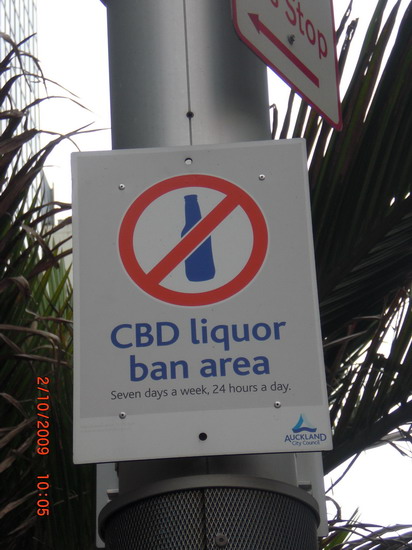 Stop
CBD liquor
ban area
Seven days a week, 24 hours a day.
AUCKLAND
City Council
2/10/2009 10:05